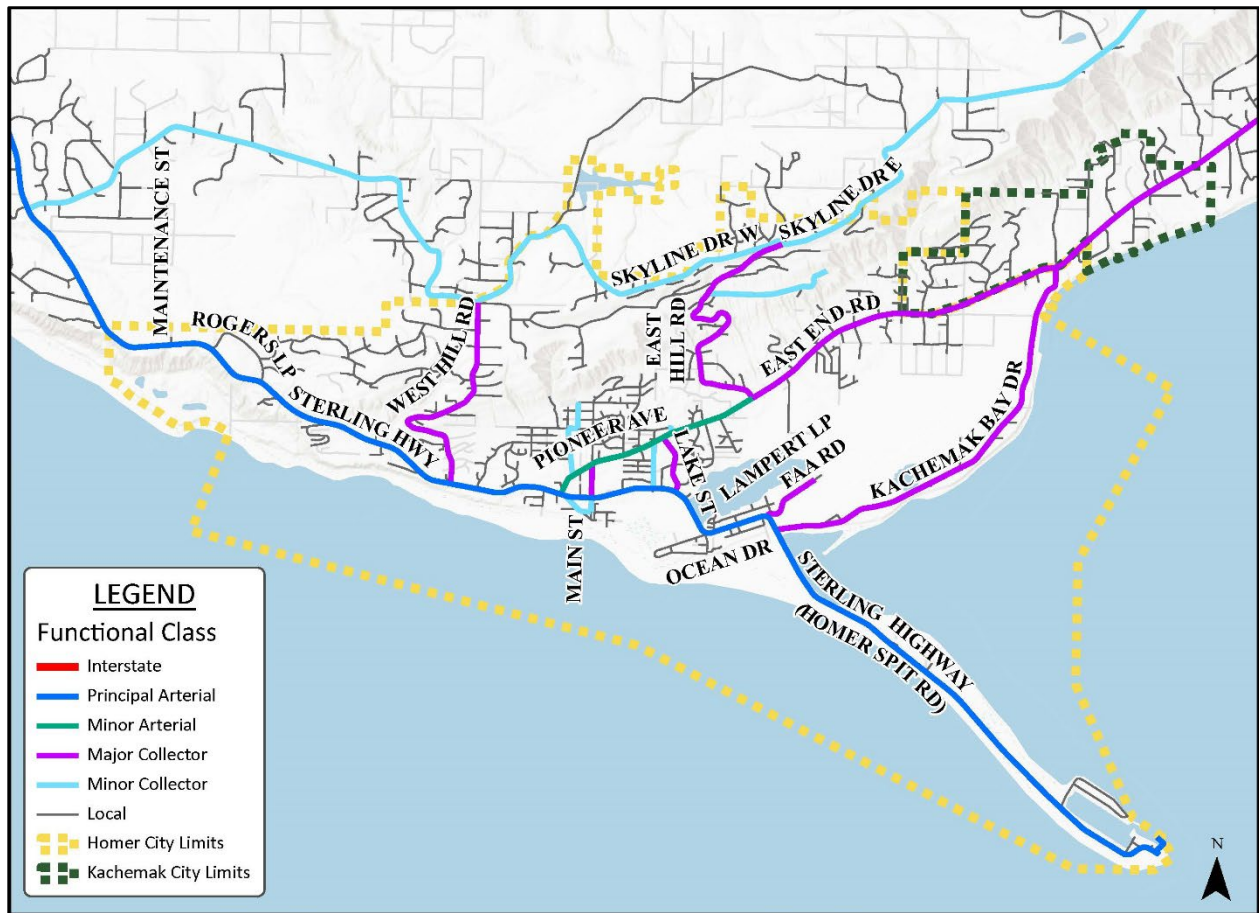 MAINTENANCE ST
SKYLINE DR E
SKYLINE DR W
ROGERS LP
WEST HILL RD
EAST
HILL RD
EAST END RD
STERLING HWY
PIONEER AVE
LAKE ST
LAMPERT LP
FAA RD
KACHEMAK BAY DR
MAIN ST
OCEAN DR
STERLING HIGHWAY
(HOMER SPIT RD)
LEGEND
Functional Class
Interstate
Principal Arterial
Minor Arterial
Major Collector
Minor Collector
Local
Homer City Limits
Kachemak City Limits
N